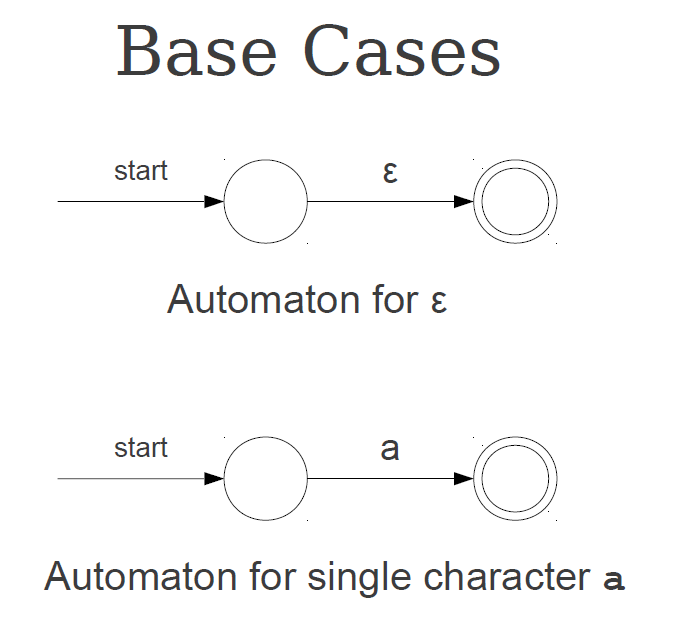 Base Cases
start ε
Automaton for ε
start a
Automaton for single character a